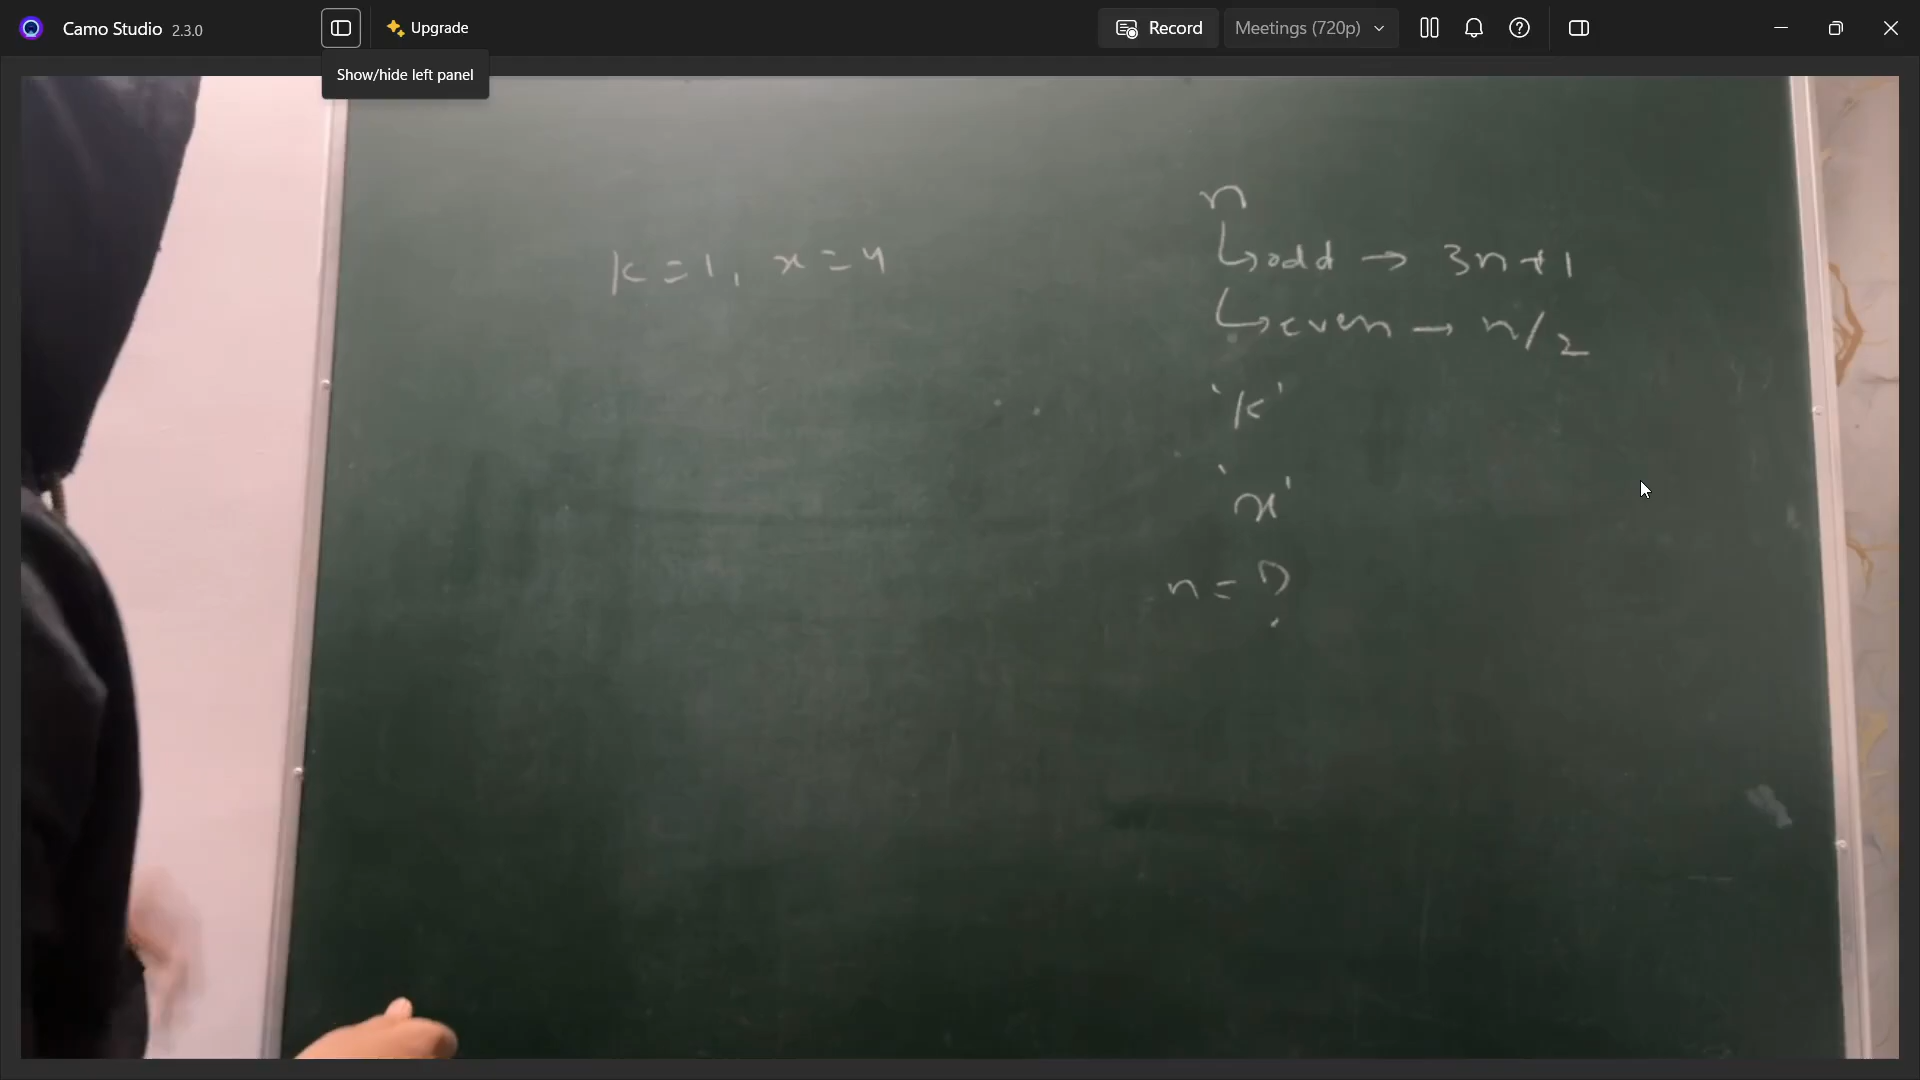 Camo Studio 2.3.0
Upgrade
Record
Meetings (720p)
Show/hide left panel
k = 1, x = 4
n
↳ odd → 3n+1
↳ even → n/2
'k'
'x'
n = ?